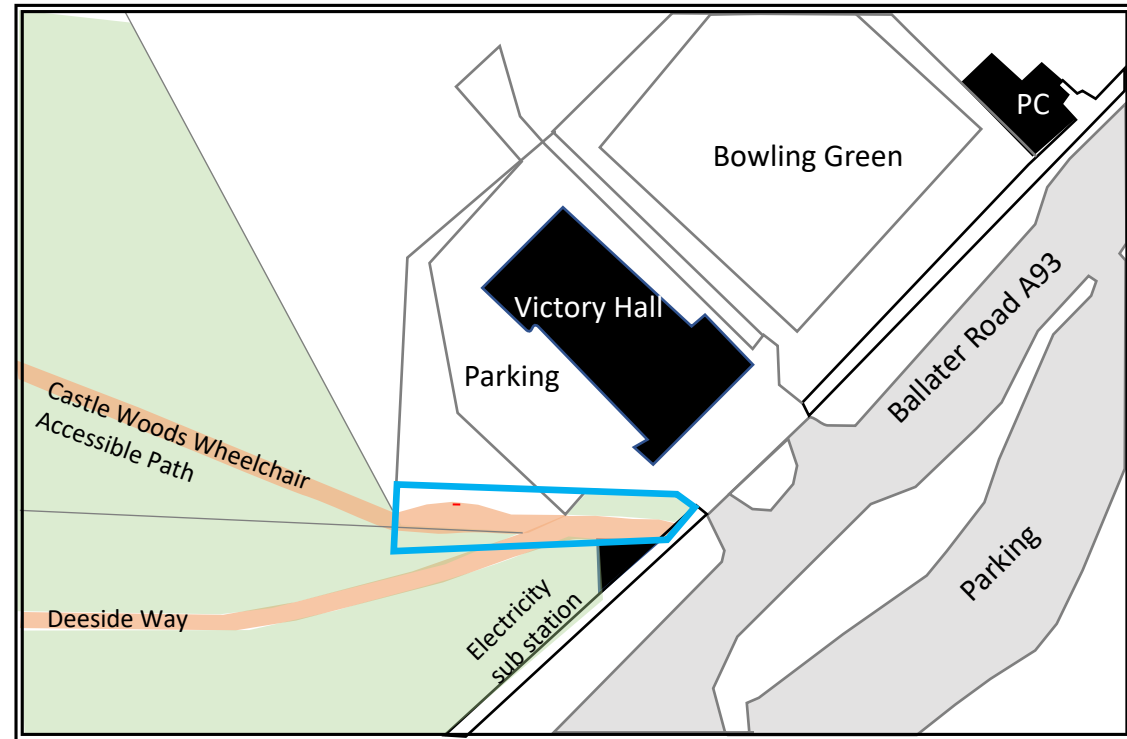 PC
Bowling Green
Victory Hall
Parking
Ballater Road A93
Castle Woods Wheelchair
Accessible Path
Parking
Electricity
sub station
Deeside Way